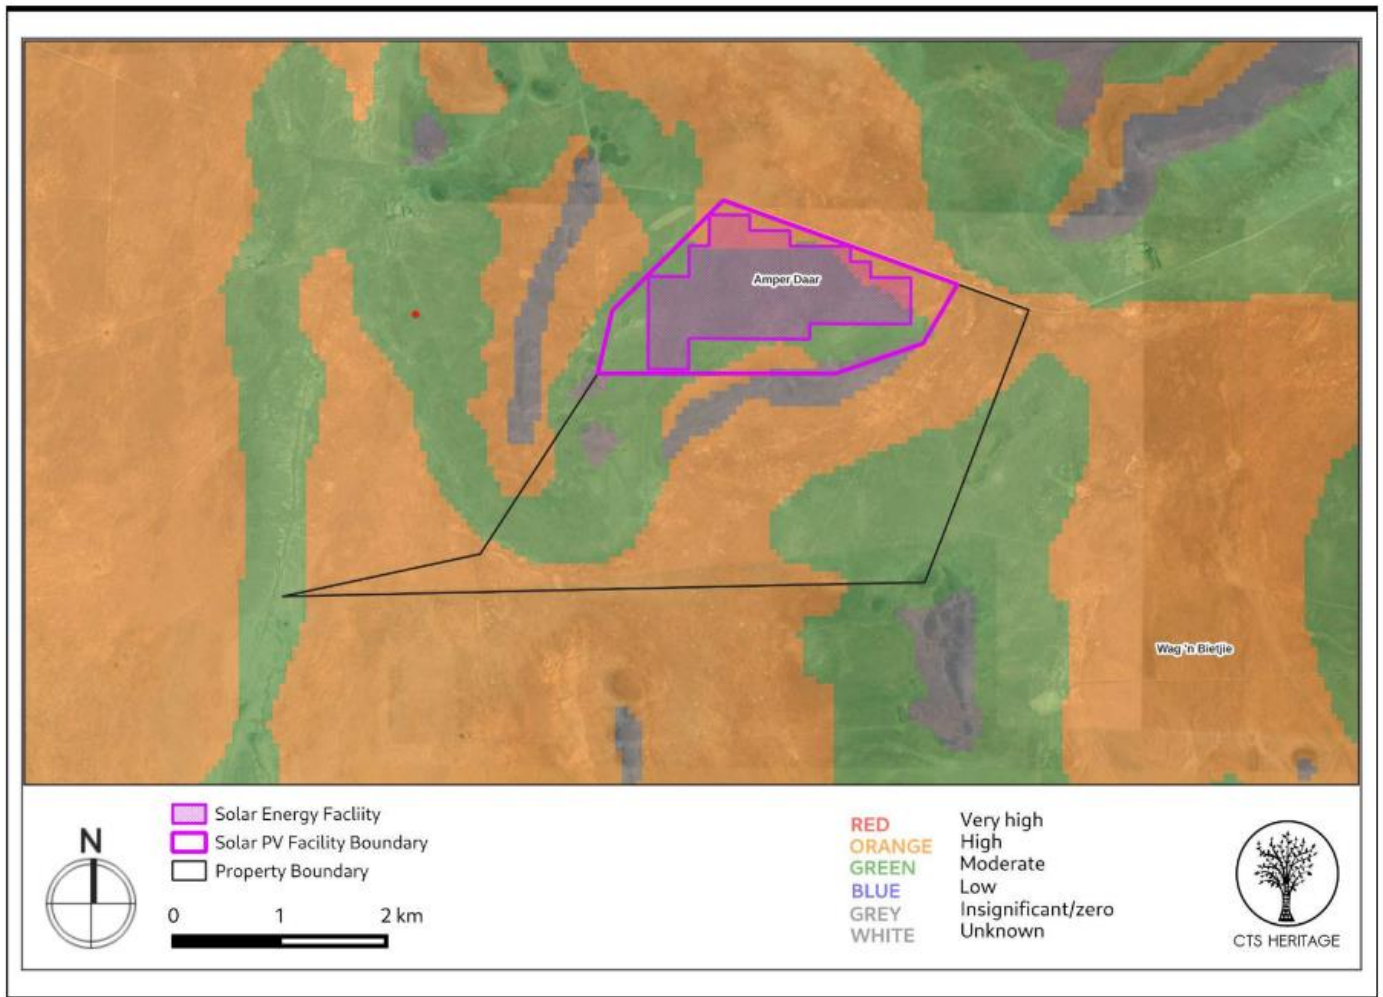 Amper Daar
Wag 'n Bietjie
N
0 1 2 km
Solar Energy Facliity
Solar PV Facility Boundary
Property Boundary
RED Very high
ORANGE High
GREEN Moderate
BLUE Low
GREY Insignificant/zero
WHITE Unknown
CTS HERITAGE